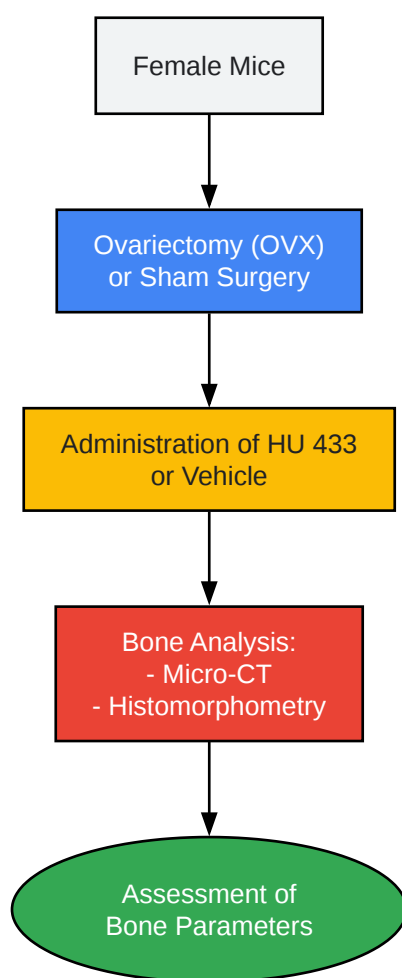 Female Mice
Ovariectomy (OVX)
or Sham Surgery
Administration of HU 433
or Vehicle
Bone Analysis:
- Micro-CT
- Histomorphometry
Assessment of
Bone Parameters